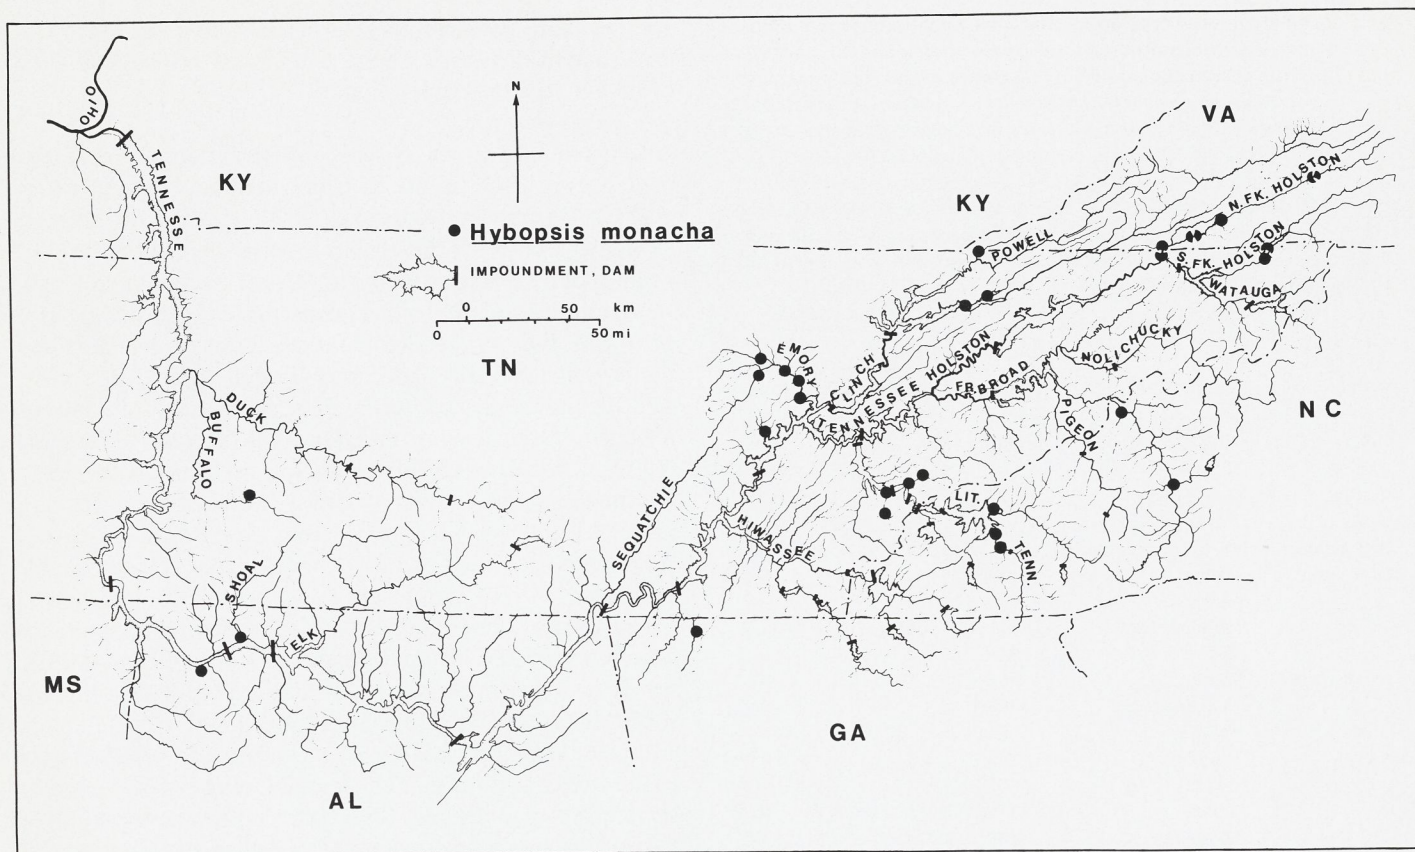 OHIO
TENNESSE
KY
N
Hybopsis monacha
IMPOUNDMENT, DAM
0 50 km
0 50 mi
TN
VA
KY
N. FK. HOLSTON
POWELL
S. FK. HOLSTON
WATAUGA
NOLICHUCKY
EMORY
CLINCH
TENNESSEE
HOLSTON
FR. BROAD
PIGEON
NC
DUCK
BUFFALO
SEQUATCHIE
HIWASSEE
LIT. TENN
SHOAL
ELK
MS
AL
GA